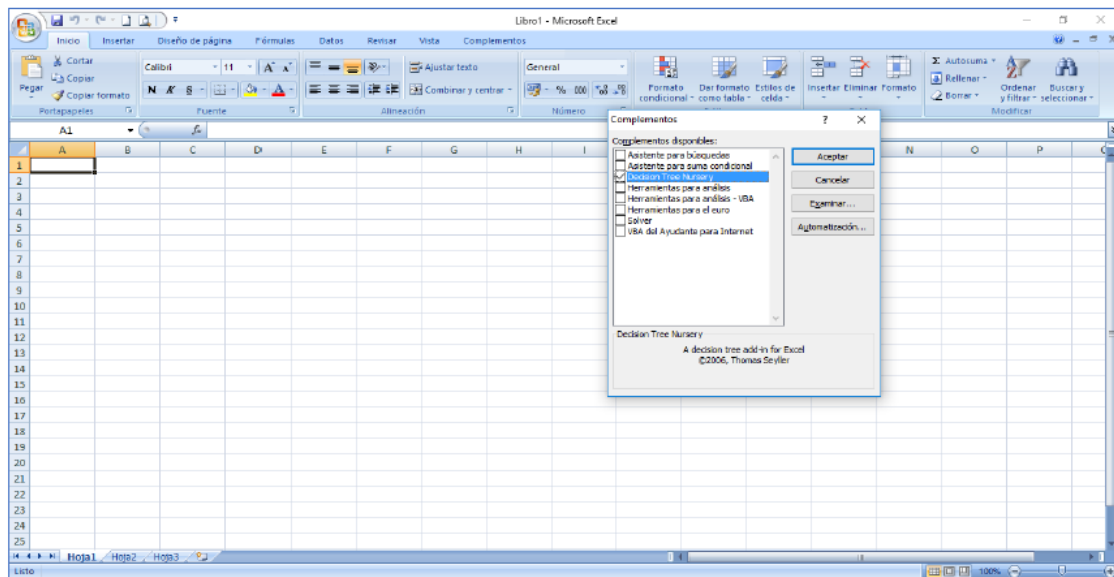 Libro1 - Microsoft Excel
Inicio Insertar Diseño de página Fórmulas Datos Revisar Vista Complementos
Pegar
Cortar
Copiar
Copiar formato
Portapapeles
Calibri 11
N K S
Fuente
Ajustar texto
Combinar y centrar
Alineación
General
% 000
Número
Formato condicional
Dar formato como tabla
Estilos de celda
Insertar Eliminar Formato
Σ Autosuma
Rellenar
Borrar
Ordenar y filtrar
Buscar y seleccionar
Modificar
A1
fx
A B C D E F G H I N O P
1
2
3
4
5
6
7
8
9
10
11
12
13
14
15
16
17
18
19
20
21
22
23
24
25
Complementos ?
Complementos disponibles:
Asistente para búsquedas
Asistente para suma condicional
Decision Tree Nursery
Herramientas para análisis
Herramientas para análisis - VBA
Herramientas para el euro
Solver
VBA del Ayudante para Internet
Aceptar
Cancelar
Examinar...
Automatización...
Decision Tree Nursery
A decision tree add-in for Excel
©2006, Thomas Seyller
Hoja1 Hoja2 Hoja3
Listo
100%